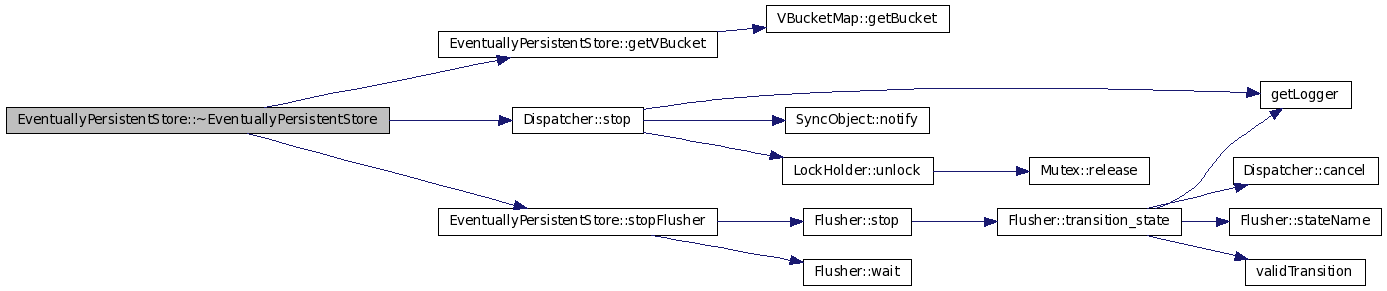 VBucketMap::getBucket
EventuallyPersistentStore::getVBucket
getLogger
EventuallyPersistentStore::~EventuallyPersistentStore
Dispatcher::stop
SyncObject::notify
LockHolder::unlock
Mutex::release
Dispatcher::cancel
EventuallyPersistentStore::stopFlusher
Flusher::stop
Flusher::transition_state
Flusher::stateName
Flusher::wait
validTransition